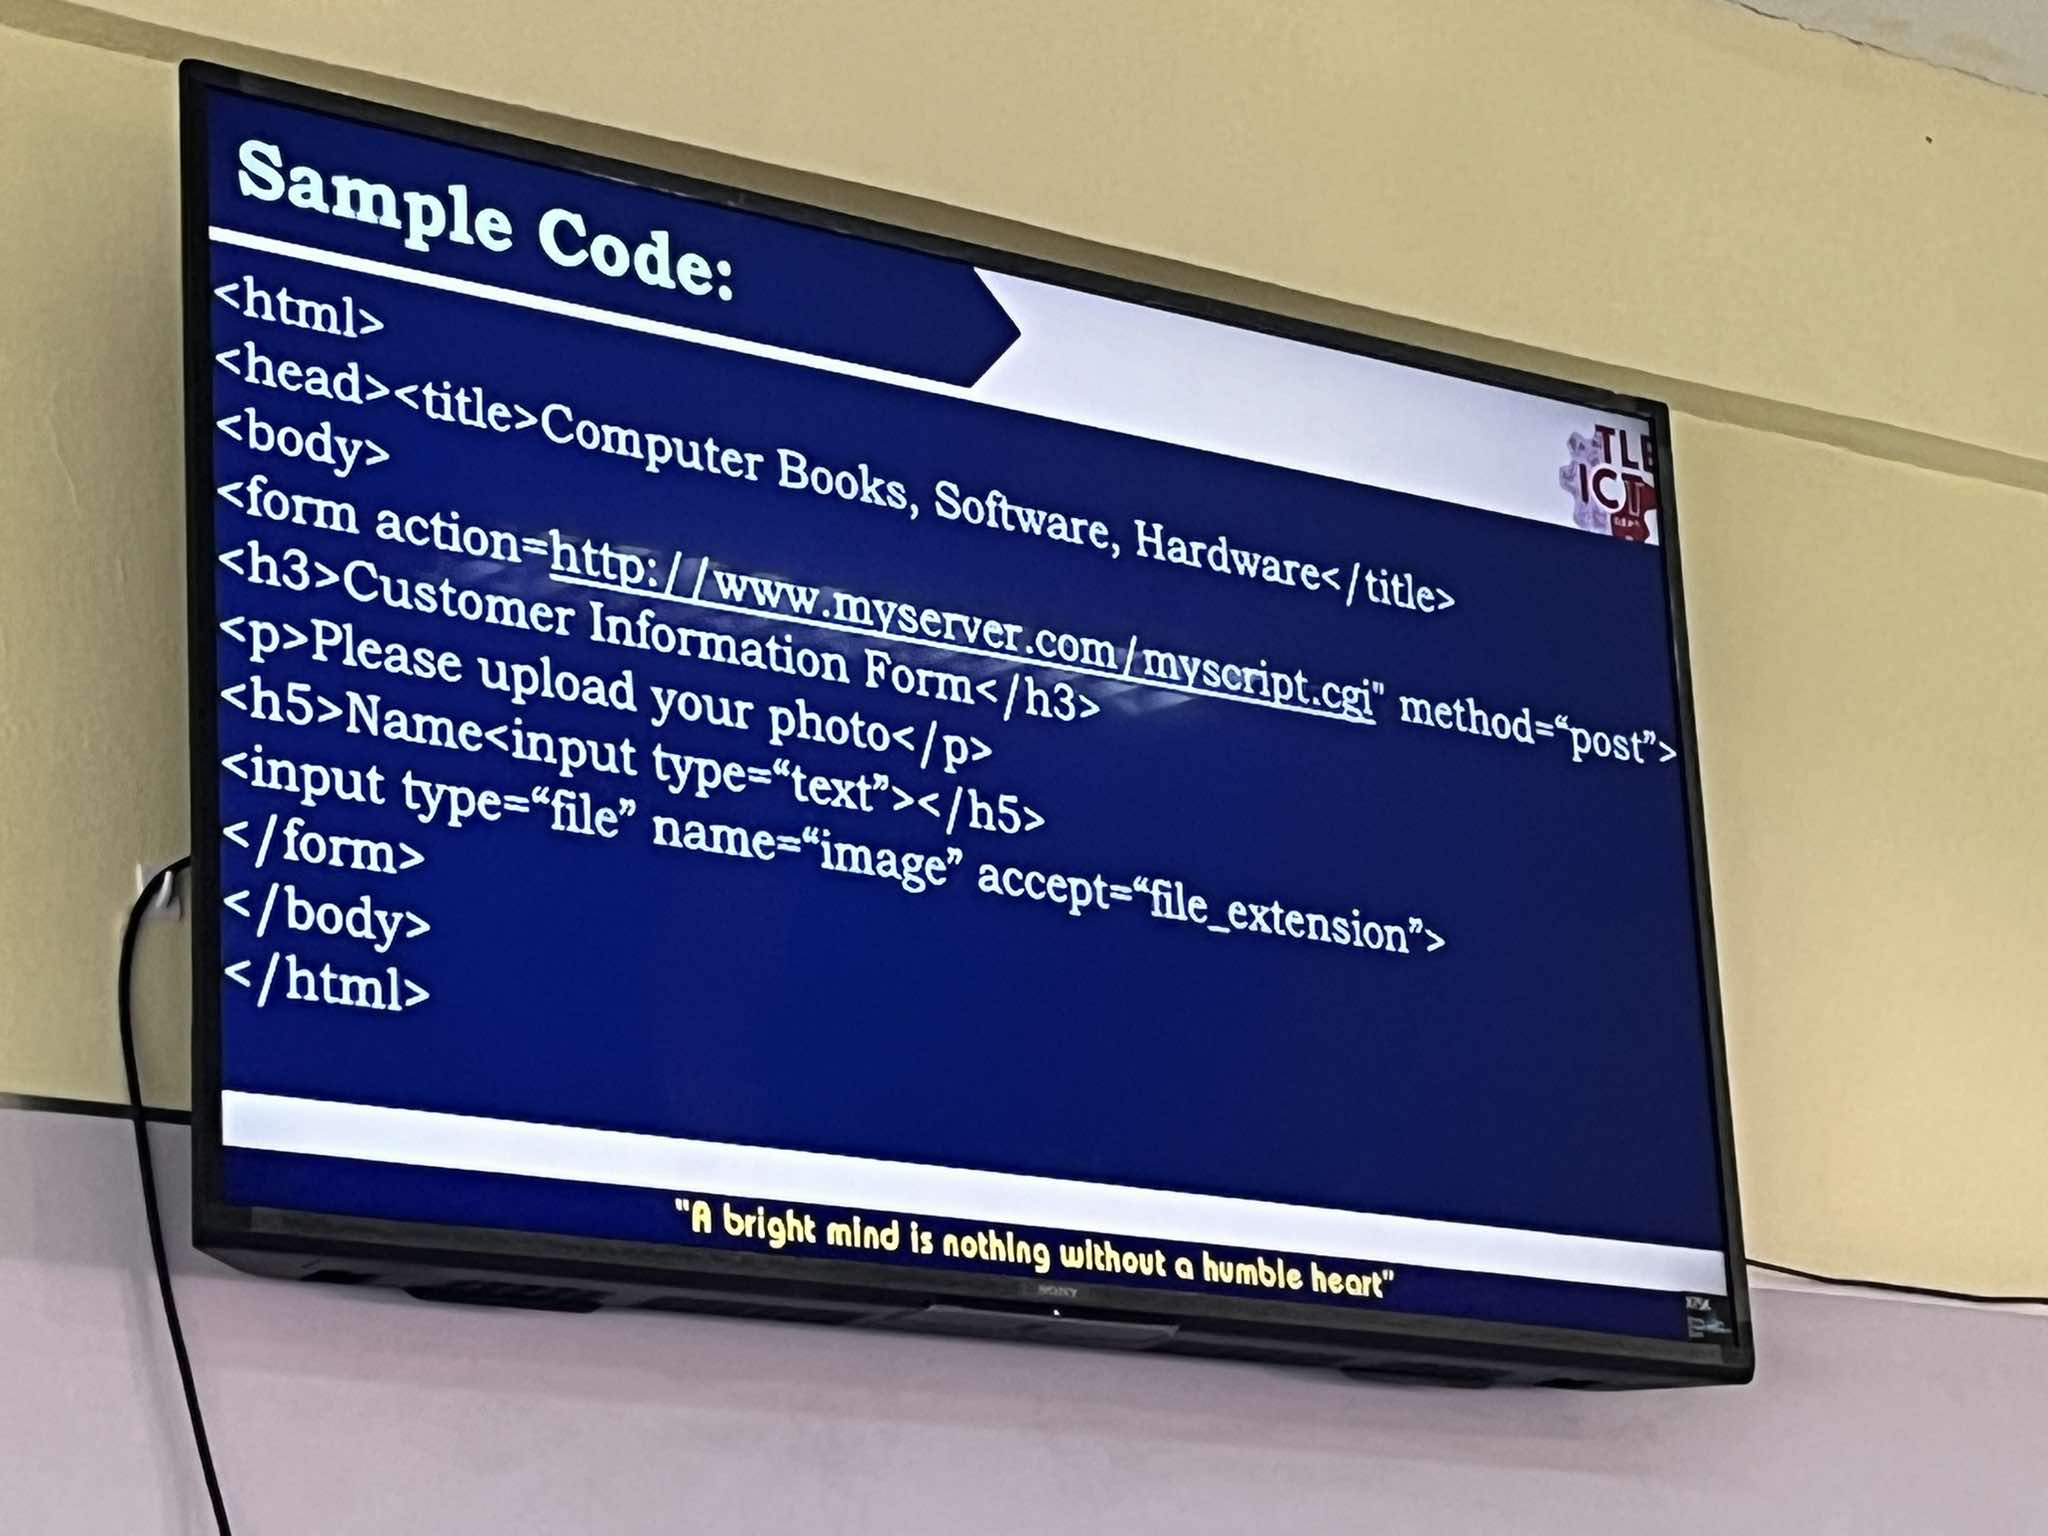 Sample Code:
<html>
<head><title>Computer Books, Software, Hardware</title>
<body>
<form action=http://www.myserver.com/myscript.cgi" method=“post”>
<h3>Customer Information Form</h3>
<p>Please upload your photo</p>
<h5>Name<input type=“text”></h5>
<input type=“file” name=“image” accept=“file_extension”>
</form>
</body>
</html>
TLE
ICT
"A bright mind is nothing without a humble heart"
SONY